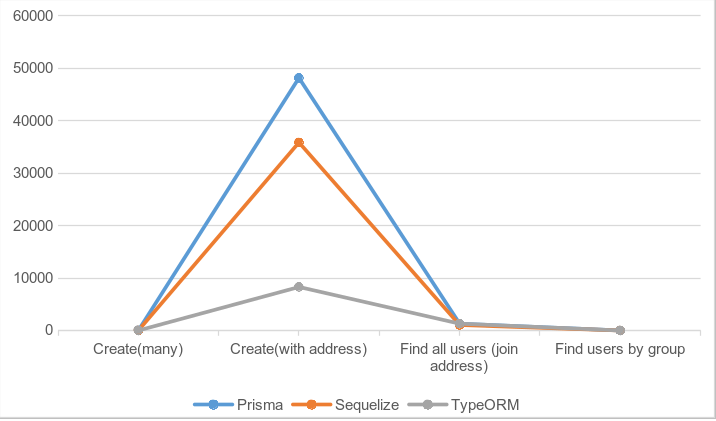 60000
50000
40000
30000
20000
10000
0
Create(many) Create(with address) Find all users (join Find users by group
address)
Prisma Sequelize TypeORM